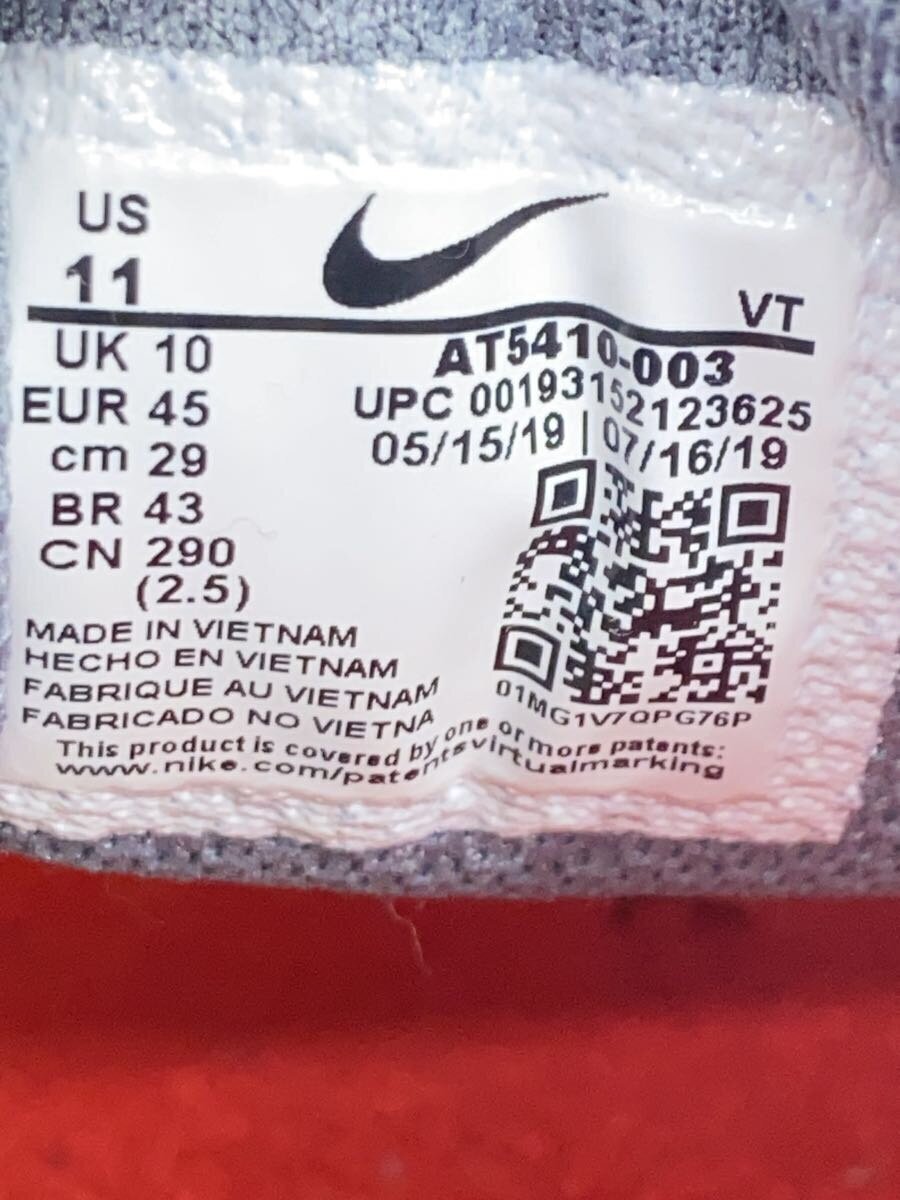 US
11
VT
UK 10
EUR 45
cm 29
BR 43
CN 290
(2.5)
AT5410-003
UPC 00193152123625
05/15/19 | 07/16/19
01MG1V7QPG76P
MADE IN VIETNAM
HECHO EN VIETNAM
FABRIQUE AU VIETNAM
FABRICADO NO VIETNA
This product is covered by one or more patents:
www.nike.com/patentsvirtualmarking